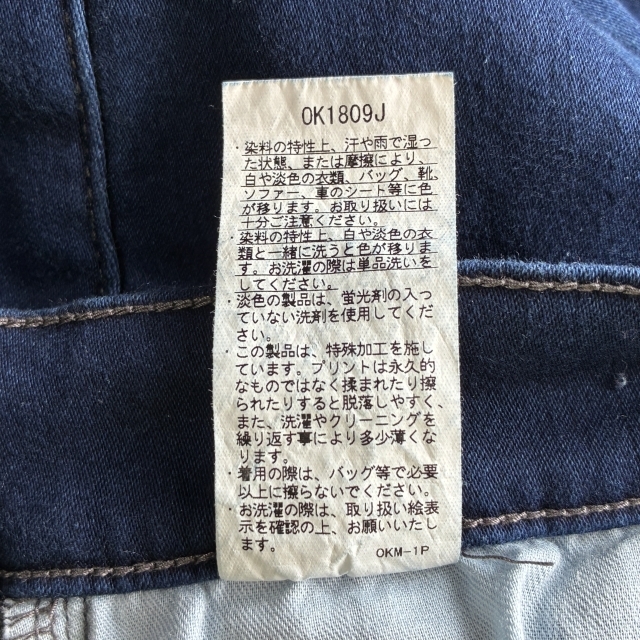 OK1809J
・染料の特性上、汗や雨で湿っ
た状態、または摩擦により、
白や淡色の衣類、バッグ、靴、
ソファー、車のシート等に色
が移ります。お取り扱いには
十分ご注意ください。
・染料の特性上、白や淡色の衣
類と一緒に洗うと色が移りま
す。お洗濯の際は単品洗いを
してください。
・淡色の製品は、蛍光剤の入っ
ていない洗剤を使用してくだ
さい。
・この製品は、特殊加工を施し
ています。プリントは永久的
なものではなく揉まれたり擦
られたりすると脱落しやすく、
また、洗濯やクリーニングを
繰り返す事により多少薄くな
ります。
・着用の際は、バッグ等で必要
以上に擦らないでください。
・お洗濯の際は、取り扱い絵表
示を確認の上、お願いいたし
ます。
OKM-1P